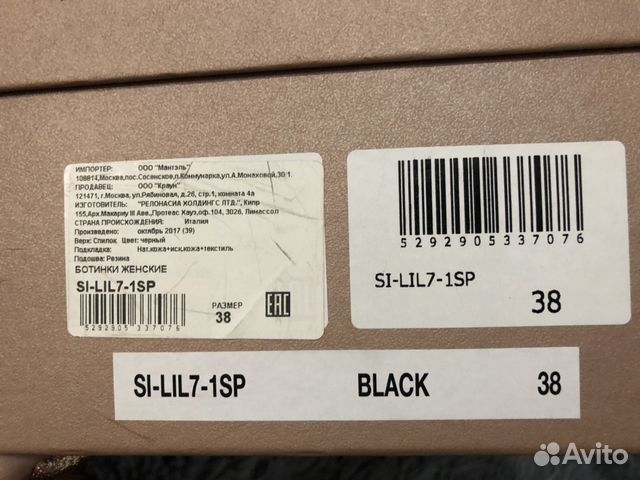 ИМПОРТЕР: ООО "Мантэль"
108814,Москва,пос.Сосенское,п.Коммунарка,ул.А.Монаховой,30/1.
ПРОДАВЕЦ: ООО "Краун"
121471, г.Москва, ул.Рябиновая, д.26, стр.1, комната 4а
ИЗГОТОВИТЕЛЬ: "РЕЛОНАСИА ХОЛДИНГС ЛТД.", Кипр
155,Арх.Макариу III Аве.,Протеас Хауз,оф.104, 3026, Лимассол
СТРАНА ПРОИСХОЖДЕНИЯ: Италия
Произведено: октябрь 2017 (39)
Верх: Спилок Цвет: черный
Подкладка: Нат.кожа+иск.кожа+текстиль
Подошва: Резина
БОТИНКИ ЖЕНСКИЕ
SI-LIL7-1SP
РАЗМЕР
38
EAC
5292905337076
5292905337076
SI-LIL7-1SP
38
SI-LIL7-1SP BLACK 38
Avito